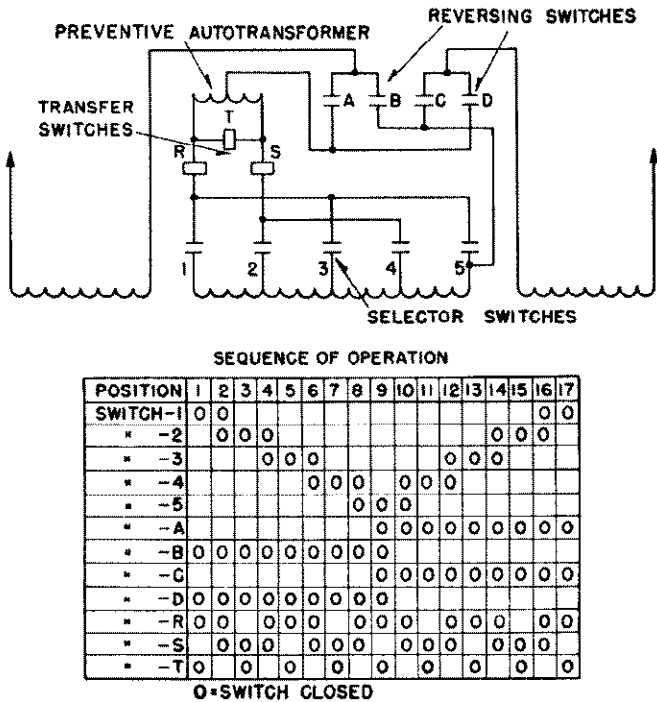 REVERSING SWITCHES
PREVENTIVE AUTOTRANSFORMER
A B C D
T
TRANSFER
SWITCHES
R S
1 2 3 4 5
SELECTOR SWITCHES
SEQUENCE OF OPERATION
POSITION 1 2 3 4 5 6 7 8 9 10 11 12 13 14 15 16 17
SWITCH-1 O O O O
" -2 O O O O O O
" -3 O O O O O O
" -4 O O O O O O
" -5 O O O
" -A O O O O O O O O O
" -B O O O O O O O O O
" -C O O O O O O O O O
" -D O O O O O O O O O
" -R O O O O O O O O O O O O O
" -S O O O O O O O O O O O O
" -T O O O O O O O O O
O=SWITCH CLOSED